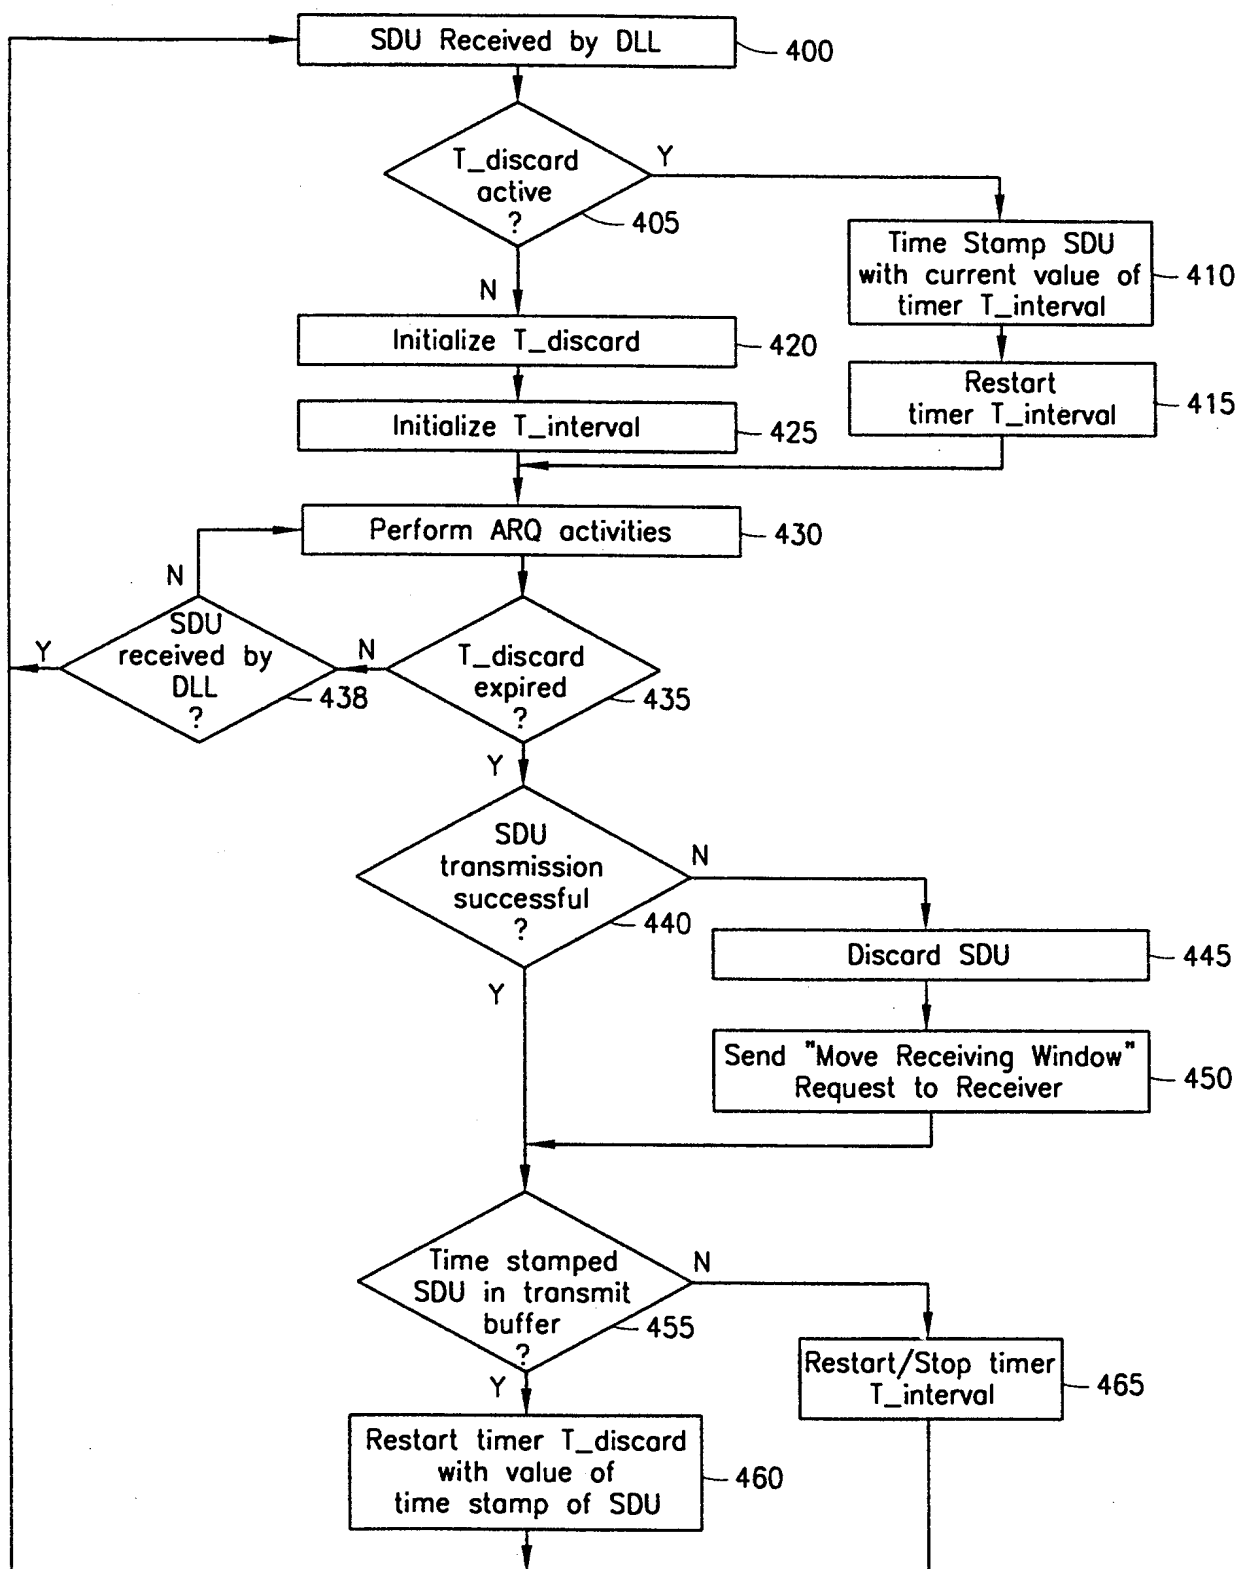 SDU Received by DLL
400
T_discard
active
?
405
Y
N
Time Stamp SDU
with current value of
timer T_interval
410
Initialize T_discard
420
Restart
timer T_interval
415
Initialize T_interval
425
Perform ARQ activities
430
N
SDU
received by
DLL
?
438
Y
N
T_discard
expired
?
435
Y
SDU
transmission
successful
?
440
N
Y
Discard SDU
445
Send "Move Receiving Window"
Request to Receiver
450
Time stamped
SDU in transmit
buffer
?
455
N
Y
Restart/Stop timer
T_interval
465
Restart timer T_discard
with value of
time stamp of SDU
460